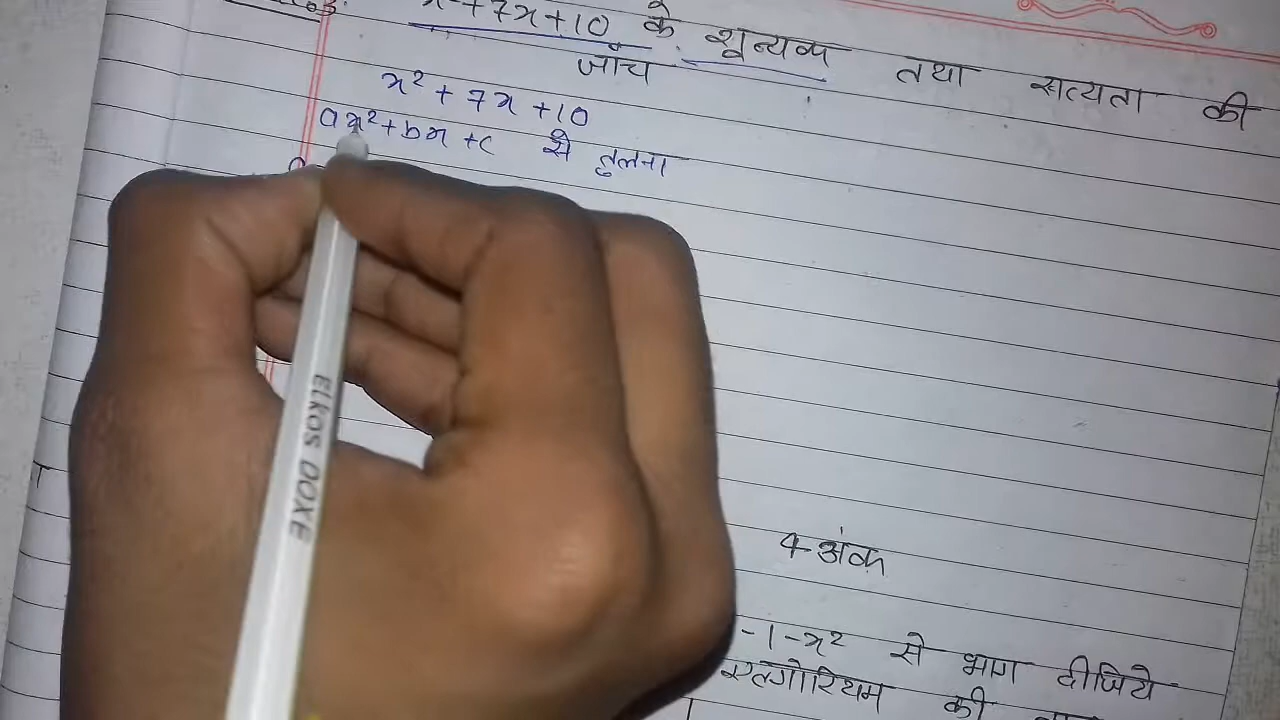 x²+7x+10 के शून्यक तथा सत्यता की
जाँच
x² + 7x + 10
ax² + bx + c से तुलना
ELKOS DOXE
4-अंक
-1-x² से भाग दीजिये
एल्गोरिथम की